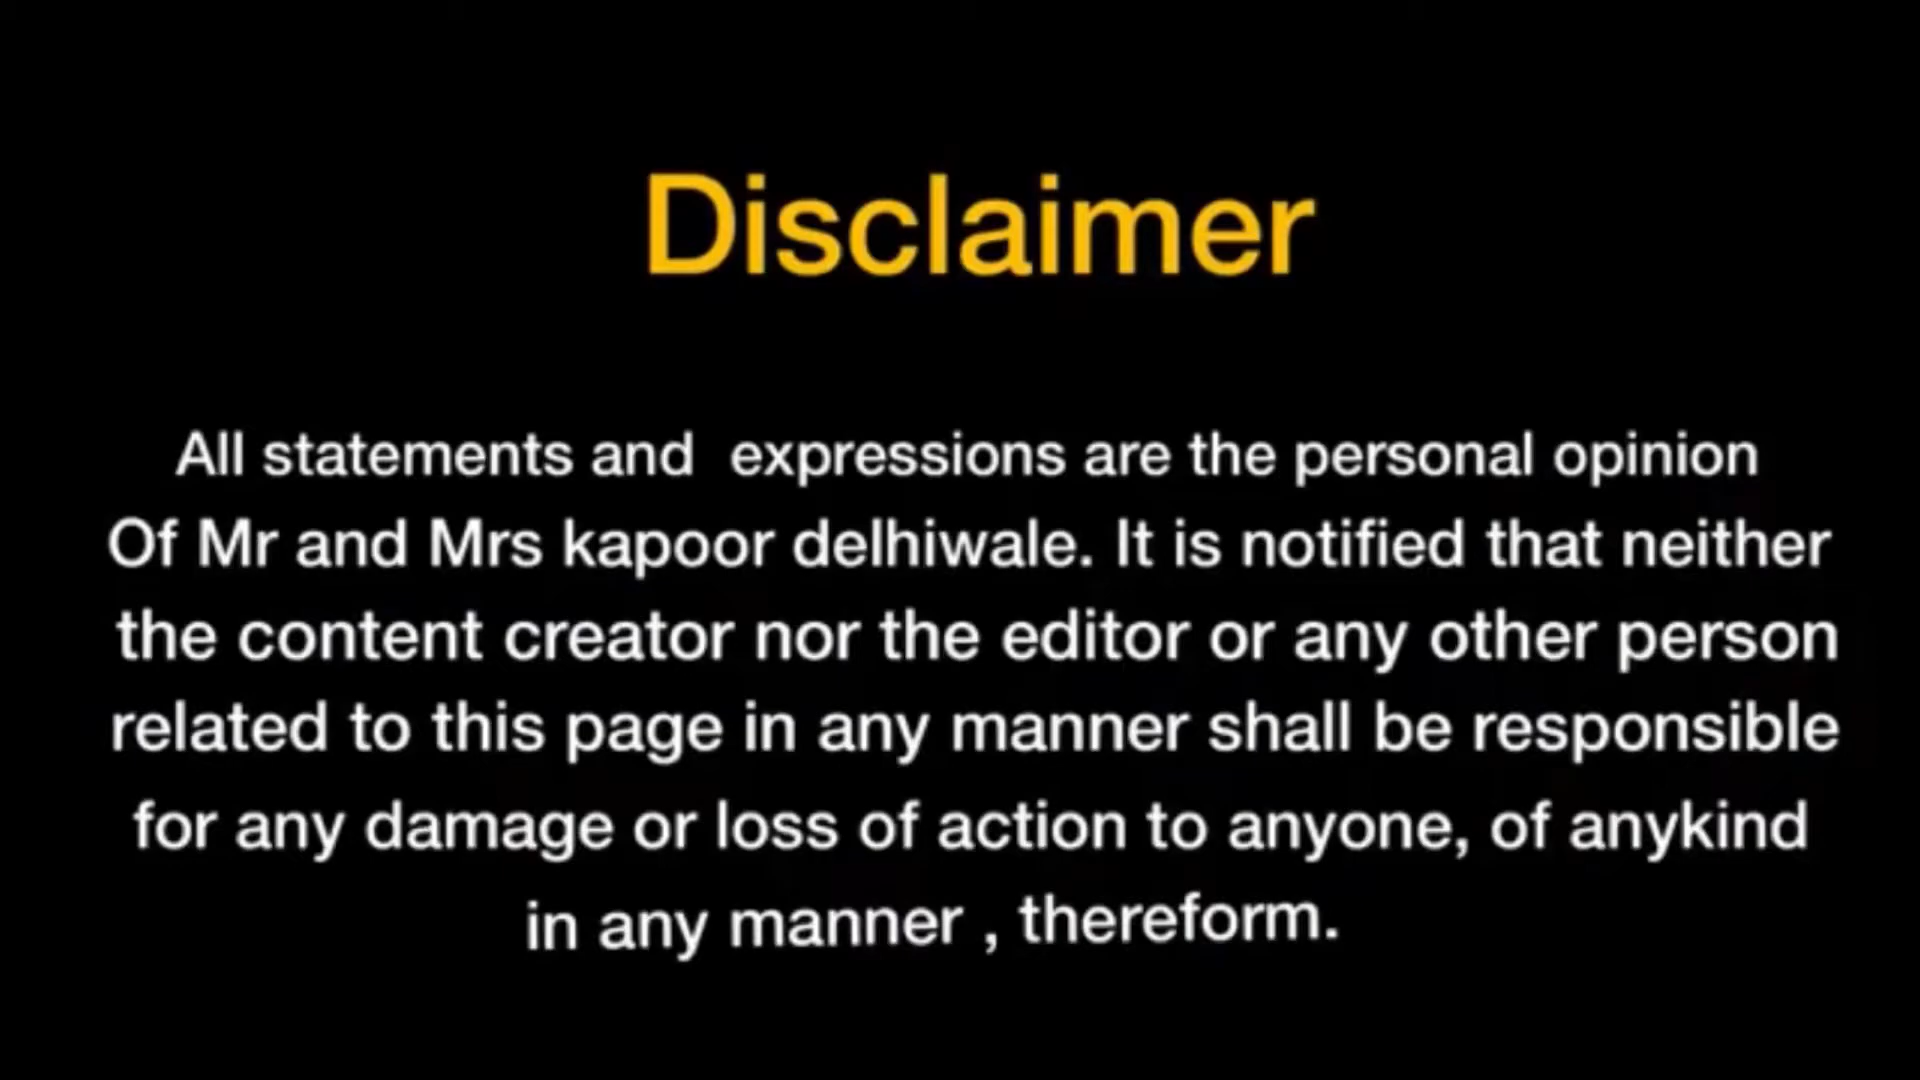 Disclaimer
All statements and expressions are the personal opinion
Of Mr and Mrs kapoor delhiwale. It is notified that neither
the content creator nor the editor or any other person
related to this page in any manner shall be responsible
for any damage or loss of action to anyone, of anykind
in any manner , thereform.